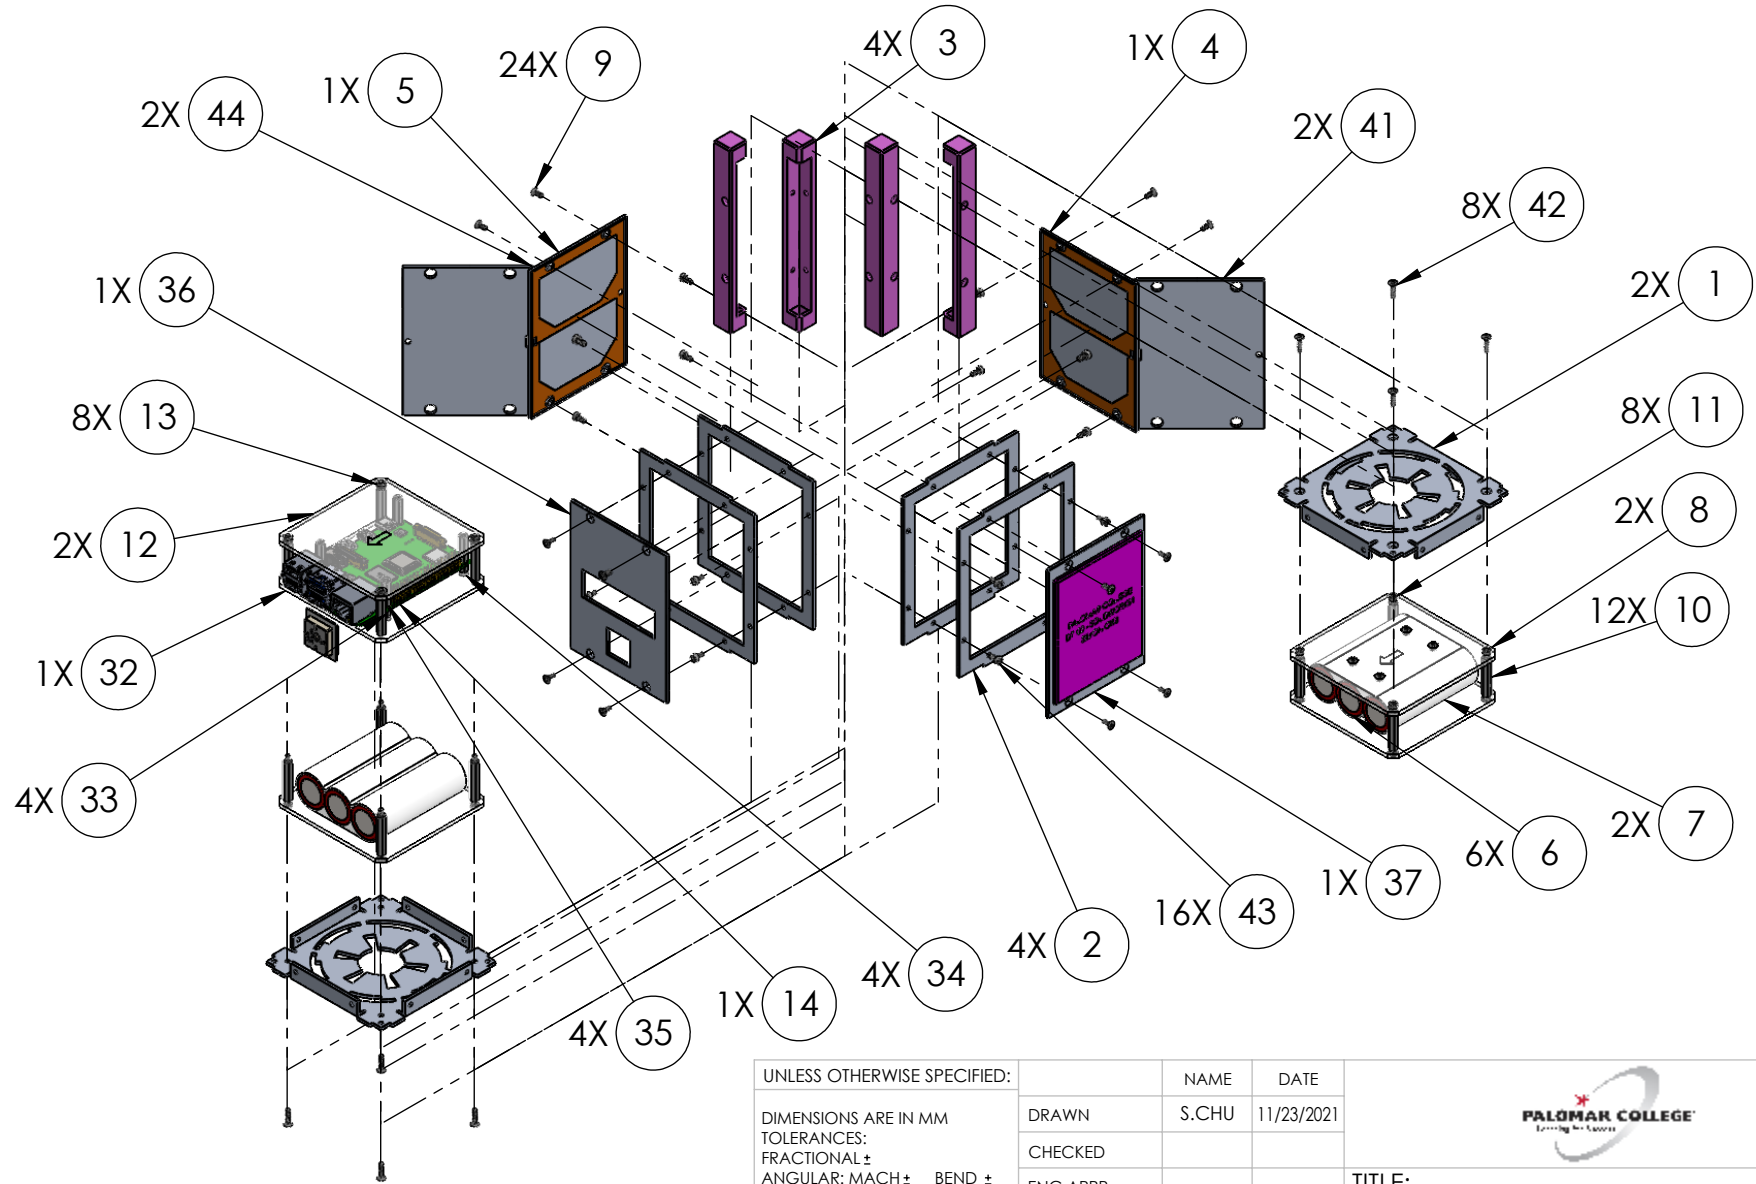 4X 3
1X 4
24X 9
1X 5
2X 44
2X 41
8X 42
2X 1
1X 36
8X 13
8X 11
2X 12
2X 8
12X 10
1X 32
4X 33
2X 7
6X 6
1X 37
16X 43
4X 2
4X 34
1X 14
4X 35
UNLESS OTHERWISE SPECIFIED:
NAME DATE
DIMENSIONS ARE IN MM
TOLERANCES:
FRACTIONAL ±
ANGULAR: MACH ± BEND ±
DRAWN S.CHU 11/23/2021
CHECKED
ENG APPR.
PALOMAR COLLEGE
TITLE: